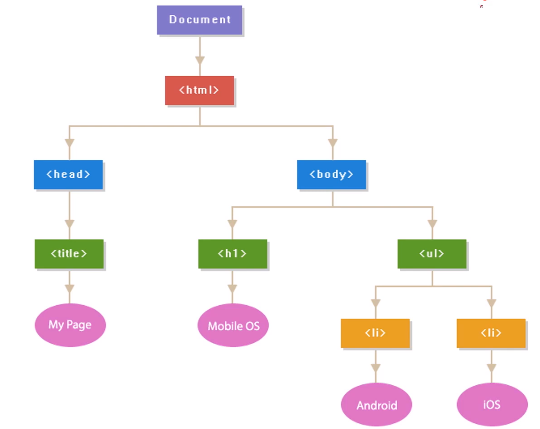 Document
<html>
<head>
<body>
<title>
<h1>
<ul>
My Page
Mobile OS
<li>
<li>
Android
iOS